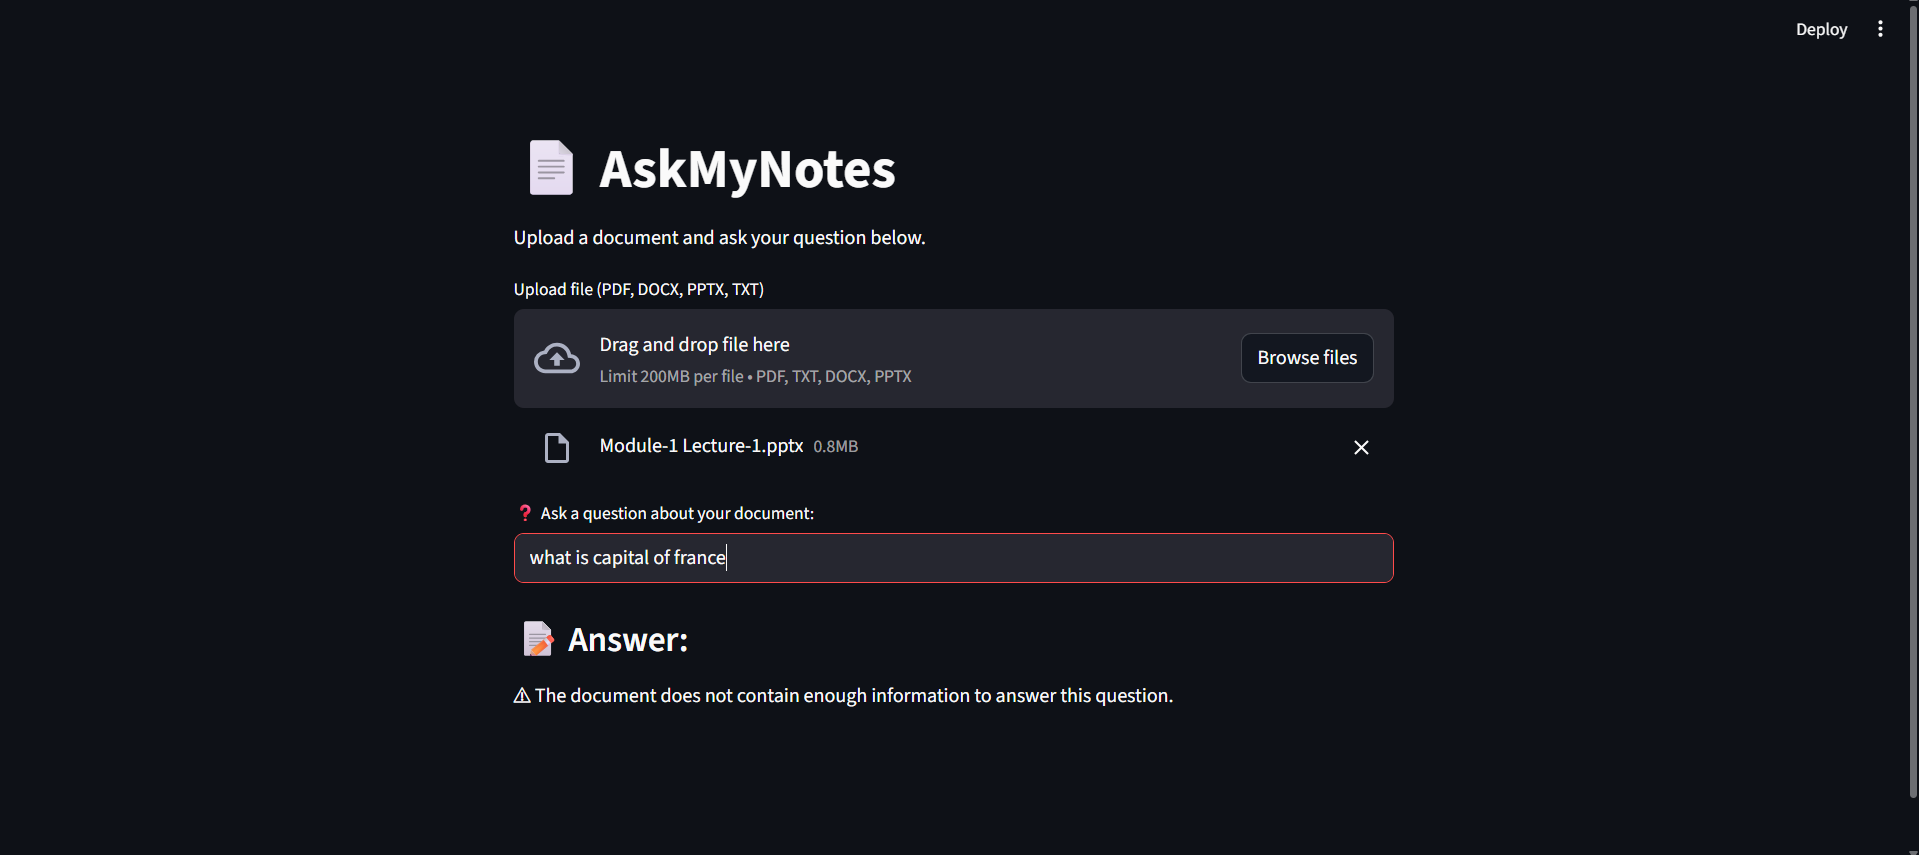 Deploy
AskMyNotes
Upload a document and ask your question below.
Upload file (PDF, DOCX, PPTX, TXT)
Drag and drop file here
Limit 200MB per file • PDF, TXT, DOCX, PPTX
Browse files
Module-1 Lecture-1.pptx 0.8MB
❓ Ask a question about your document:
what is capital of france
Answer:
⚠ The document does not contain enough information to answer this question.